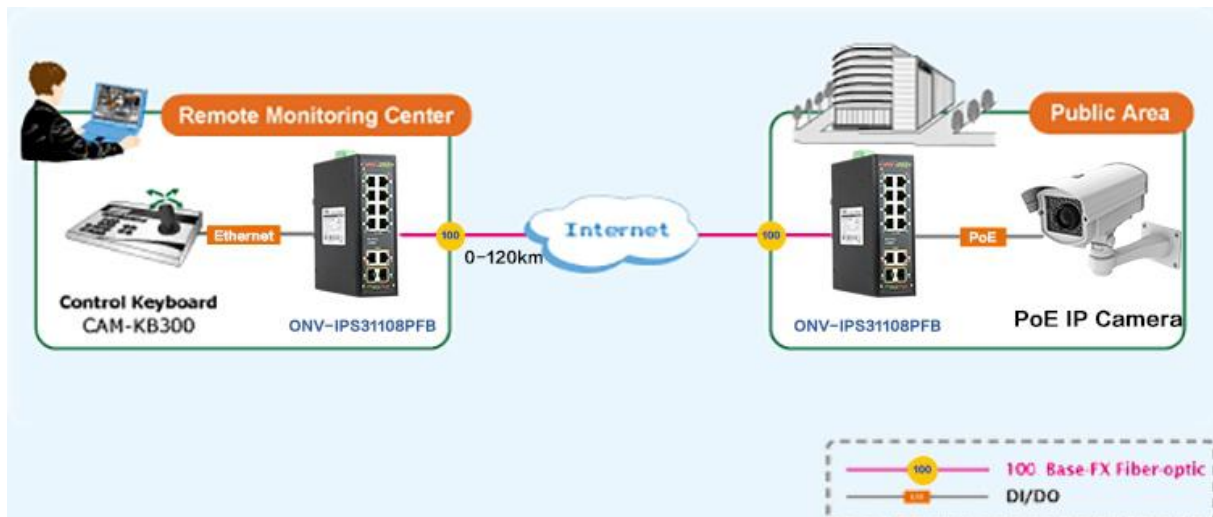 Remote Monitoring Center
Public Area
Ethernet
100
0-120km
Internet
100
PoE
Control Keyboard
CAM-KB300
ONV-IPS31108PFB
ONV-IPS31108PFB
PoE IP Camera
100
100 Base-FX Fiber-optic
DI/DO